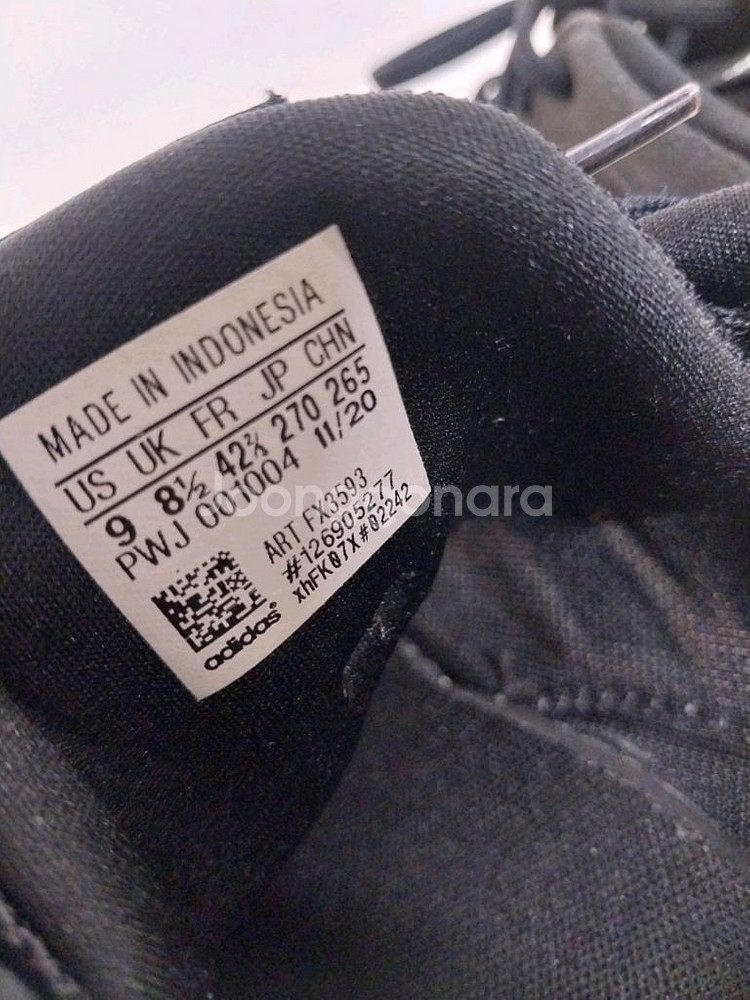 MADE IN INDONESIA
US UK FR JP CHN
9 8½ 42⅔ 270 265
PWJ 001004 11/20
ART FX3593
#126905277
xhFK07X#02242
adidas®